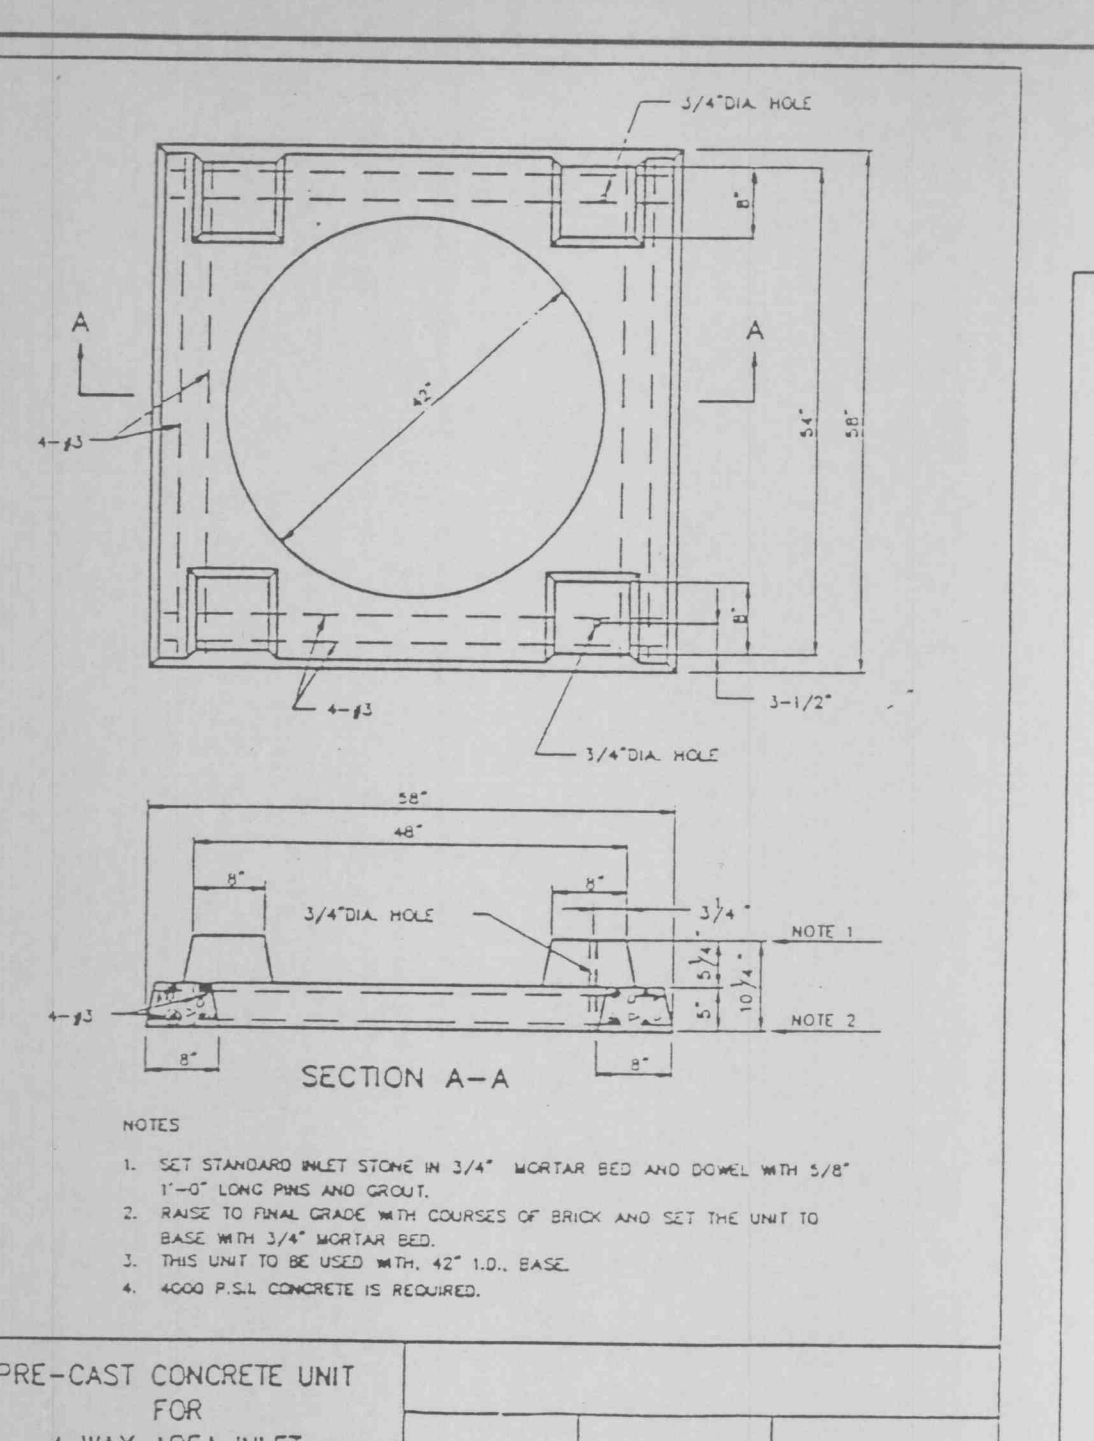 3/4"DIA. HOLE
8"
A
A
42"
54"
58"
4-#3
8"
4-#3
3-1/2"
3/4"DIA. HOLE
58"
48"
8"
8"
3/4"DIA. HOLE
3 1/4"
NOTE 1
5 1/4"
10 1/4"
5"
4-#3
NOTE 2
8"
8"
SECTION A-A
NOTES
1. SET STANDARD INLET STONE IN 3/4" MORTAR BED AND DOWEL WITH 5/8"
1'-0" LONG PINS AND GROUT.
2. RAISE TO FINAL GRADE WITH COURSES OF BRICK AND SET THE UNIT TO
BASE WITH 3/4" MORTAR BED.
3. THIS UNIT TO BE USED WITH, 42" I.D., BASE.
4. 4000 P.S.I. CONCRETE IS REQUIRED.
PRE-CAST CONCRETE UNIT
FOR
WAY AREA INLET